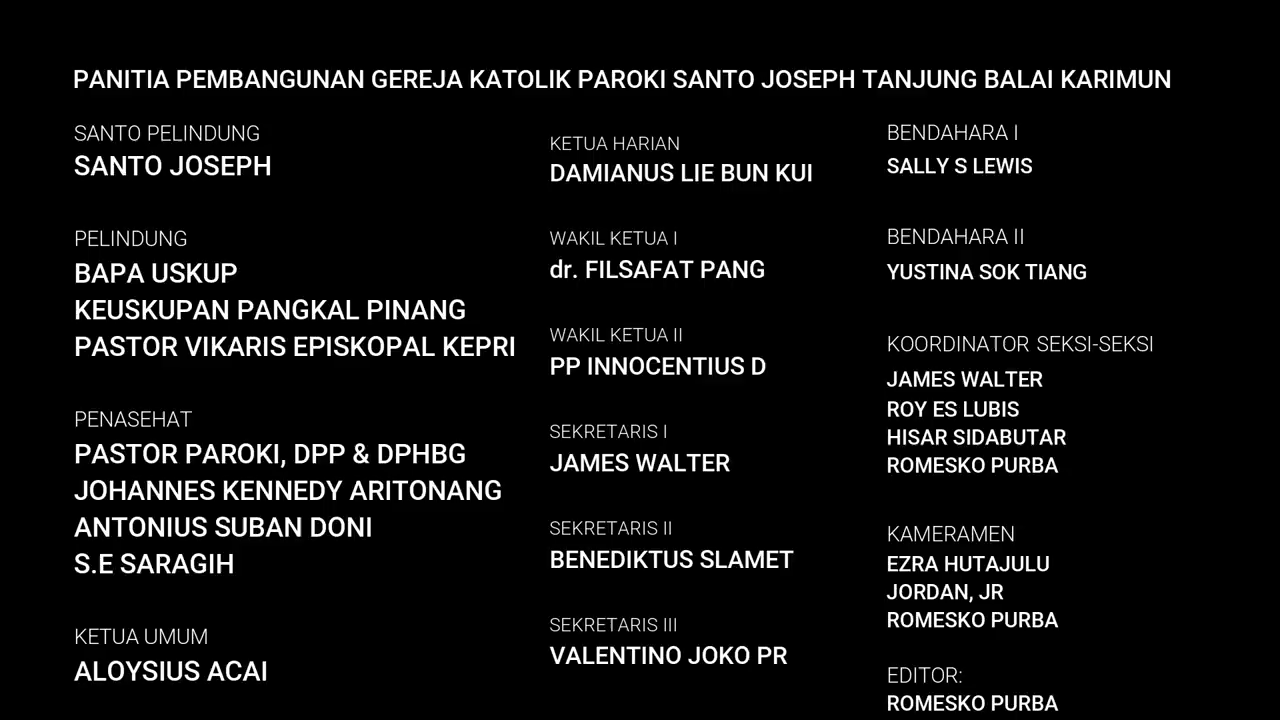 PANITIA PEMBANGUNAN GEREJA KATOLIK PAROKI SANTO JOSEPH TANJUNG BALAI KARIMUN
SANTO PELINDUNG
SANTO JOSEPH
PELINDUNG
BAPA USKUP
KEUSKUPAN PANGKAL PINANG
PASTOR VIKARIS EPISKOPAL KEPRI
PENASEHAT
PASTOR PAROKI, DPP & DPHBG
JOHANNES KENNEDY ARITONANG
ANTONIUS SUBAN DONI
S.E SARAGIH
KETUA UMUM
ALOYSIUS ACAI
KETUA HARIAN
DAMIANUS LIE BUN KUI
WAKIL KETUA I
dr. FILSAFAT PANG
WAKIL KETUA II
PP INNOCENTIUS D
SEKRETARIS I
JAMES WALTER
SEKRETARIS II
BENEDIKTUS SLAMET
SEKRETARIS III
VALENTINO JOKO PR
BENDAHARA I
SALLY S LEWIS
BENDAHARA II
YUSTINA SOK TIANG
KOORDINATOR SEKSI-SEKSI
JAMES WALTER
ROY ES LUBIS
HISAR SIDABUTAR
ROMESKO PURBA
KAMERAMEN
EZRA HUTAJULU
JORDAN, JR
ROMESKO PURBA
EDITOR:
ROMESKO PURBA